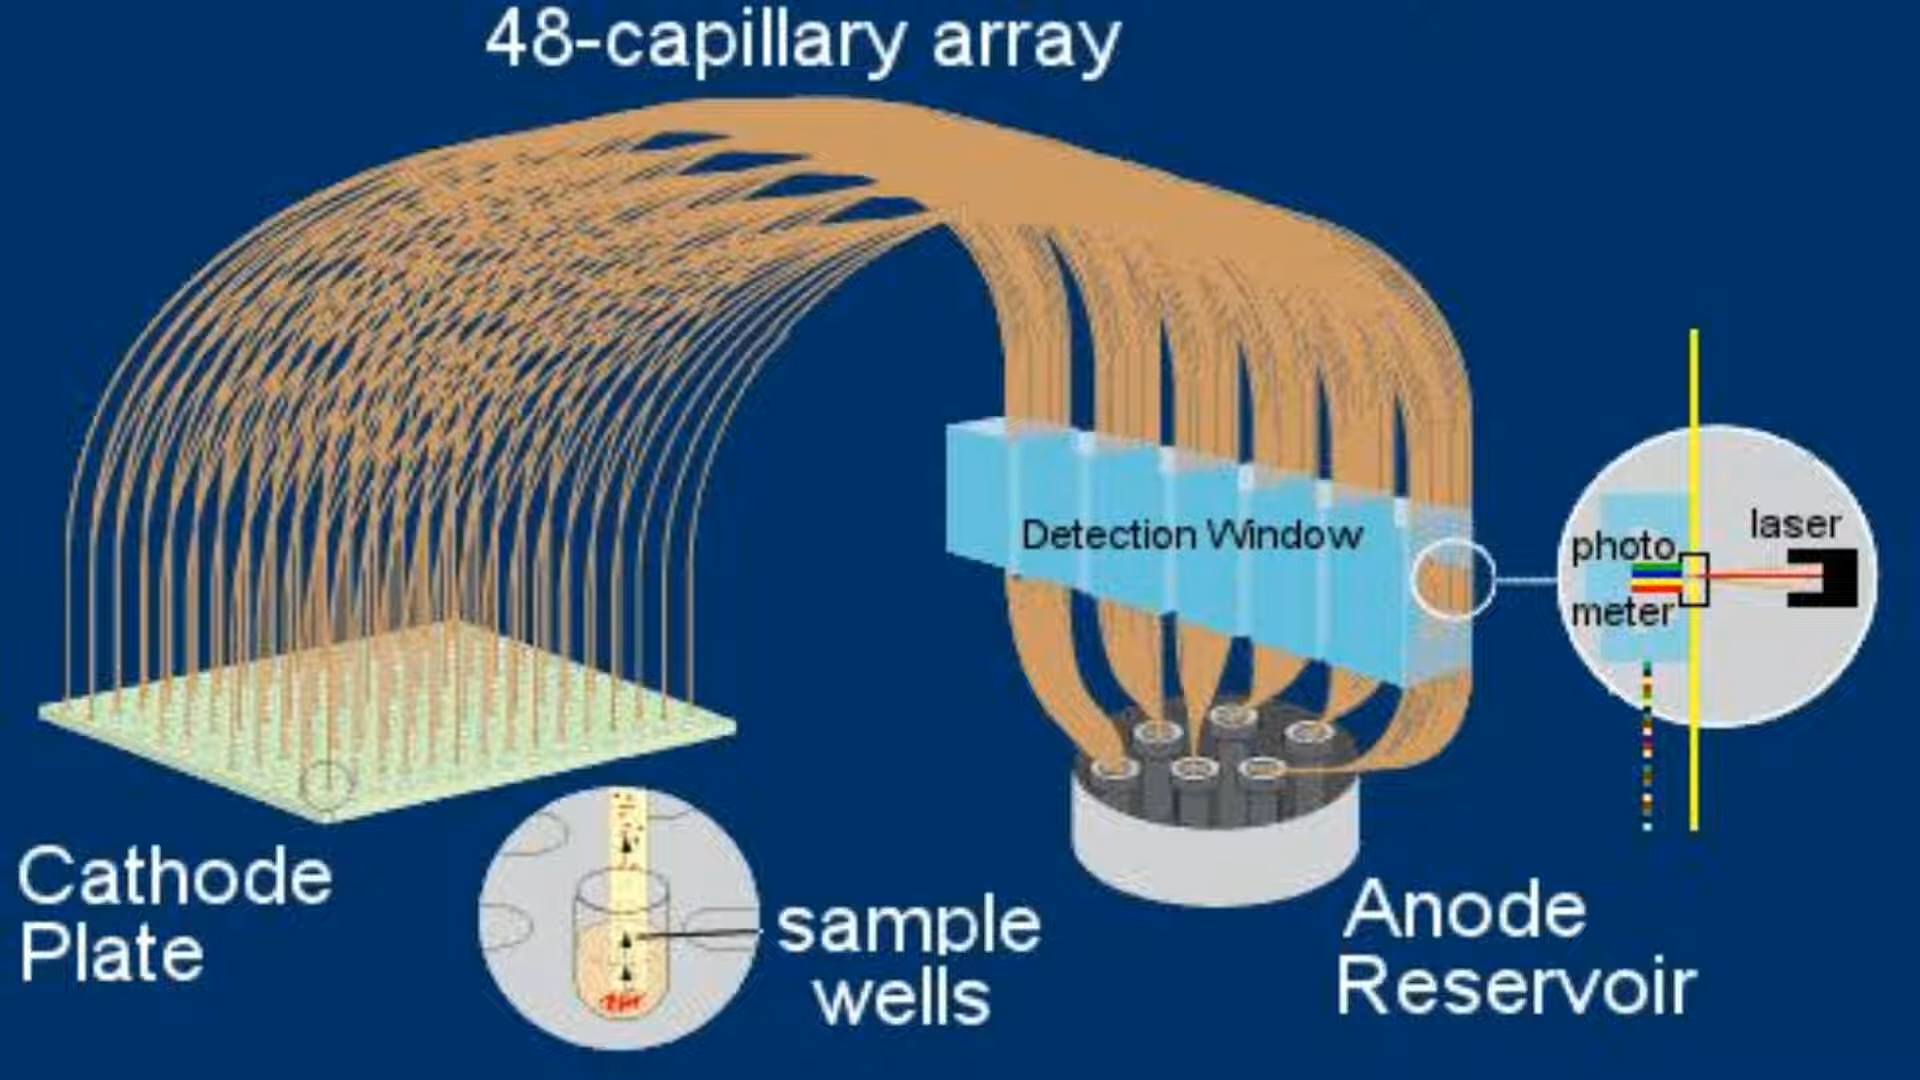 48-capillary array
Detection Window
laser
photo
meter
Cathode
Plate
sample
wells
Anode
Reservoir